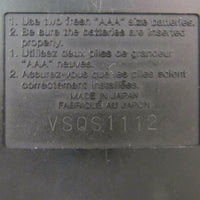 1. Use two fresh "AAA" size batteries.
2. Be sure the batteries are inserted
properly.
1. Utilisez deux piles de grandeur
"AAA" neuves.
2. Assurez-vous que les piles soient
correctement installées.
MADE IN JAPAN
FABRIQUÉ AU JAPON
VSQS1112